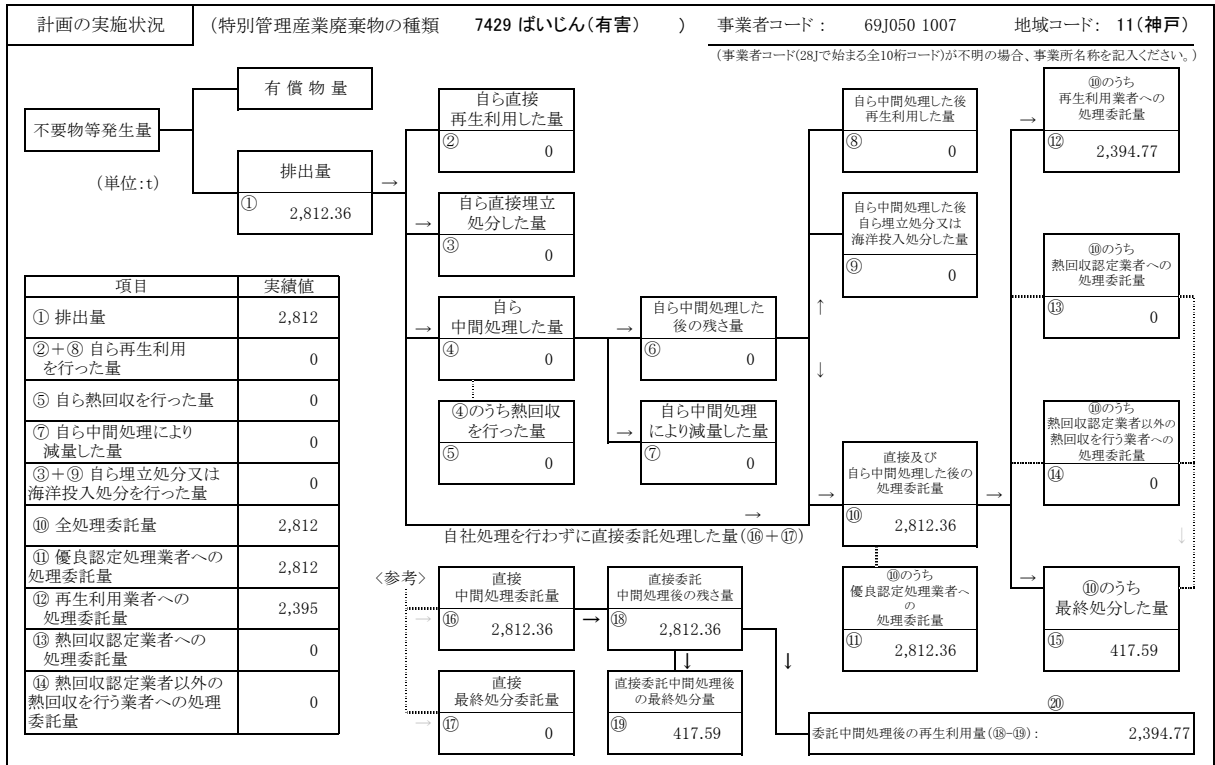 計画の実施状況 (特別管理産業廃棄物の種類 7429 ばいじん(有害) ) 事業者コード: 69J050 1007 地域コード: 11(神戸)
(事業者コード(28Jで始まる全10桁コード)が不明の場合、事業所名称を記入ください。)
不要物等発生量
(単位:t)
有償物量
排出量
① 2,812.36
→
自ら直接
再生利用した量
② 0
→
自ら直接埋立
処分した量
③ 0
→
自ら
中間処理した量
④ 0
④のうち熱回収
を行った量
⑤ 0
→
自ら中間処理した
後の残さ量
⑥ 0
→
自ら中間処理
により減量した量
⑦ 0
自ら中間処理した後
再生利用した量
⑧ 0
自ら中間処理した後
自ら埋立処分又は
海洋投入処分した量
⑨ 0
↑
↓
→
自社処理を行わずに直接委託処理した量(⑯+⑰)
→
直接及び
自ら中間処理した後の
処理委託量
⑩ 2,812.36
⑩のうち
優良認定処理業者へ
の
処理委託量
⑪ 2,812.36
→
→
⑩のうち
再生利用業者への
処理委託量
⑫ 2,394.77
⑩のうち
熱回収認定業者への
処理委託量
⑬ 0
⑩のうち
熱回収認定業者以外の
熱回収を行う業者への
処理委託量
⑭ 0
↓
→
⑩のうち
最終処分した量
⑮ 417.59
項目 実績値
① 排出量 2,812
②+⑧ 自ら再生利用
を行った量 0
⑤ 自ら熱回収を行った量 0
⑦ 自ら中間処理により
減量した量 0
③+⑨ 自ら埋立処分又は
海洋投入処分を行った量 0
⑩ 全処理委託量 2,812
⑪ 優良認定処理業者への
処理委託量 2,812
⑫ 再生利用業者への
処理委託量 2,395
⑬ 熱回収認定業者への
処理委託量 0
⑭ 熱回収認定業者以外の
熱回収を行う業者への処理
委託量 0
<参考>
→
直接
中間処理委託量
⑯ 2,812.36
→
直接委託
中間処理後の残さ量
⑱ 2,812.36
→
直接
最終処分委託量
⑰ 0
↓
直接委託中間処理後
の最終処分量
⑲ 417.59
↓
⑳
委託中間処理後の再生利用量(⑱-⑲): 2,394.77